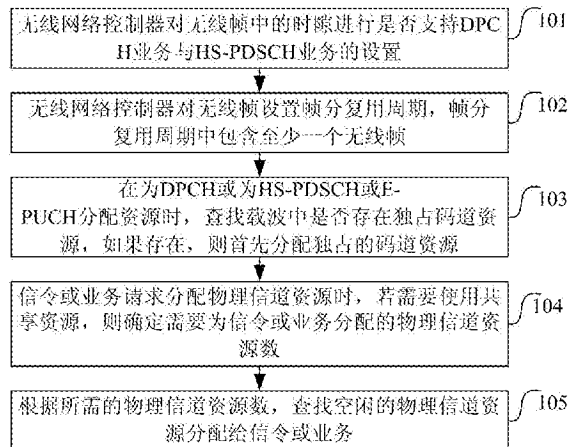 无线网络控制器对无线帧中的时隙进行是否支持DPC
H业务与HS-PDSCH业务的设置
101
无线网络控制器对无线帧设置帧分复用周期，帧分
复用周期中包含至少一个无线帧
102
在为DPCH或为HS-PDSCH或E-
PUCH分配资源时，查找载波中是否存在独占码道资
源，如果存在，则首先分配独占的码道资源
103
信令或业务请求分配物理信道资源时，若需要使用共
享资源，则确定需要为信令或业务分配的物理信道资
源数
104
根据所需的物理信道资源数，查找空闲的物理信道资
源分配给信令或业务
105